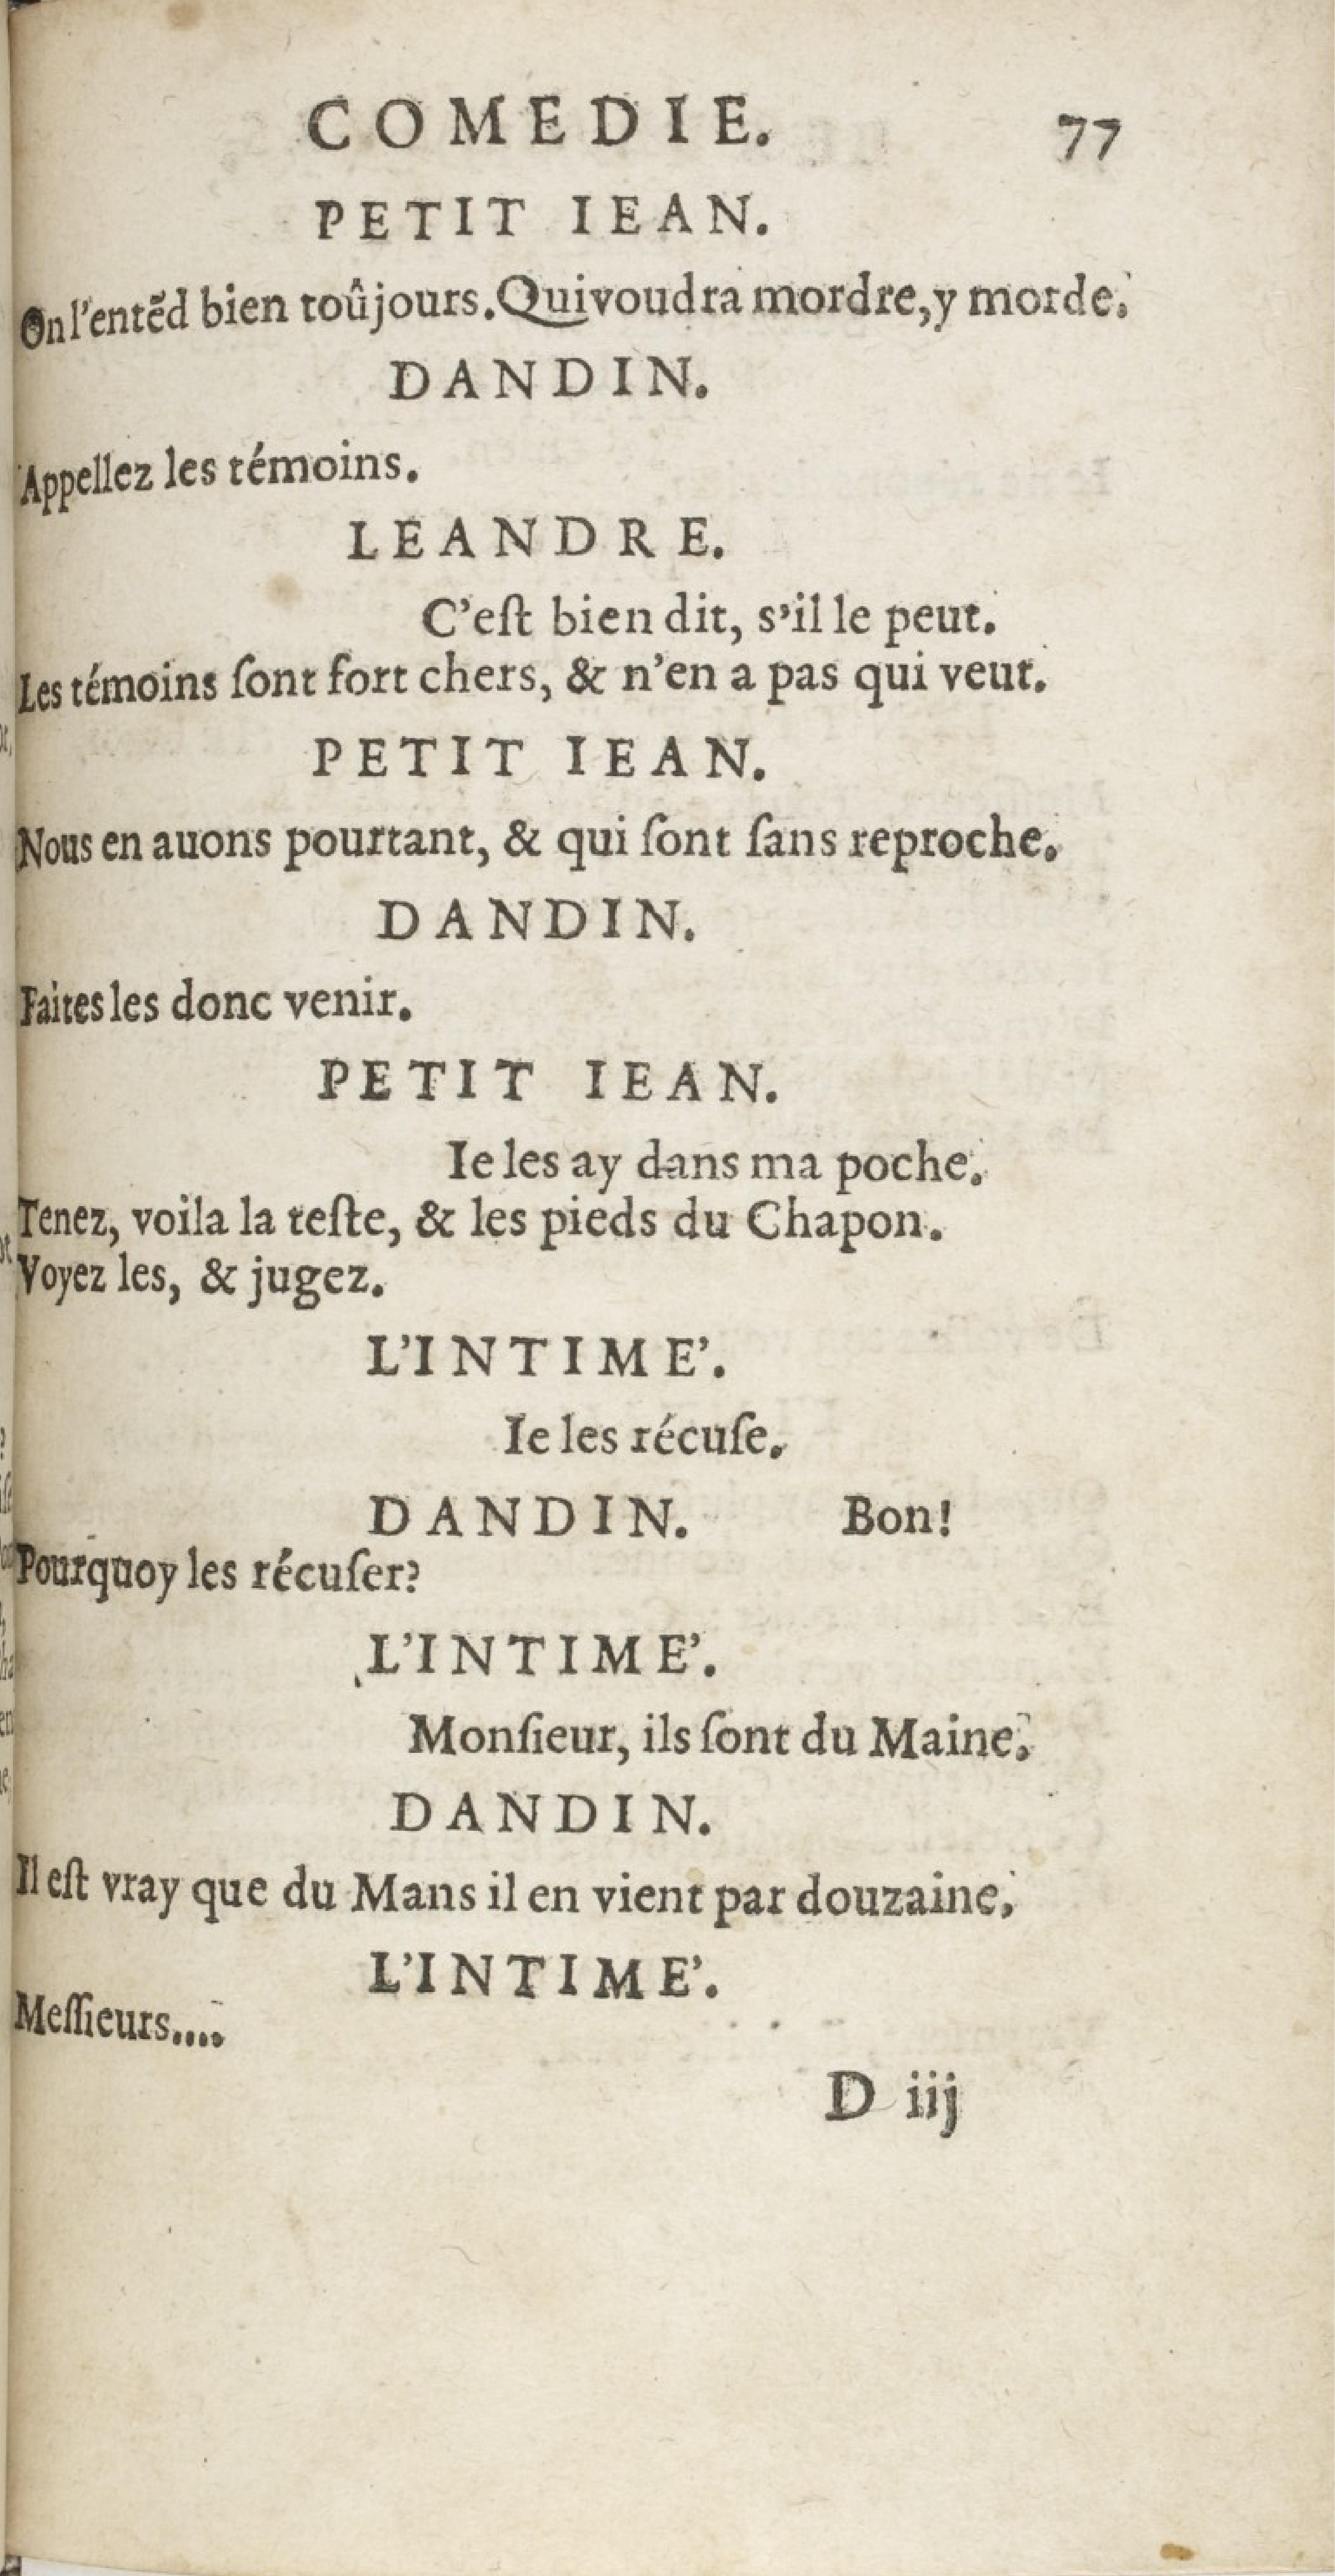 COMEDIE. 77
PETIT IEAN.
On l'entẽd bien toûjours. Qui voudra mordre, y morde.
DANDIN.
Appellez les témoins.
LEANDRE.
C'eſt bien dit, s'il le peut.
Les témoins ſont fort chers, & n'en a pas qui veut.
PETIT IEAN.
Nous en auons pourtant, & qui ſont ſans reproche.
DANDIN.
Faites les donc venir.
PETIT IEAN.
Ie les ay dans ma poche.
Tenez, voila la teſte, & les pieds du Chapon.
Voyez les, & jugez.
L'INTIME'.
Ie les récuſe.
DANDIN. Bon!
Pourquoy les récuſer?
L'INTIME'.
Monſieur, ils ſont du Maine.
DANDIN.
Il eſt vray que du Mans il en vient par douzaine,
L'INTIME'.
Meſſieurs....
D iij